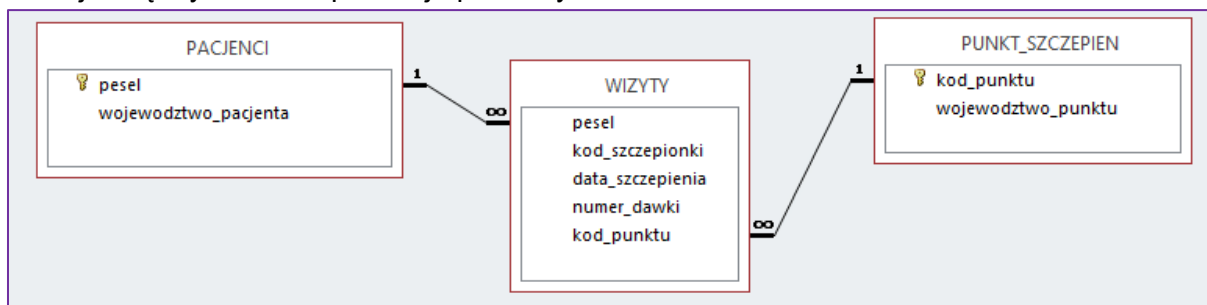 PACJENCI
pesel
wojewodztwo_pacjenta
1
∞
WIZYTY
pesel
kod_szczepionki
data_szczepienia
numer_dawki
kod_punktu
1
∞
PUNKT_SZCZEPIEN
kod_punktu
wojewodztwo_punktu